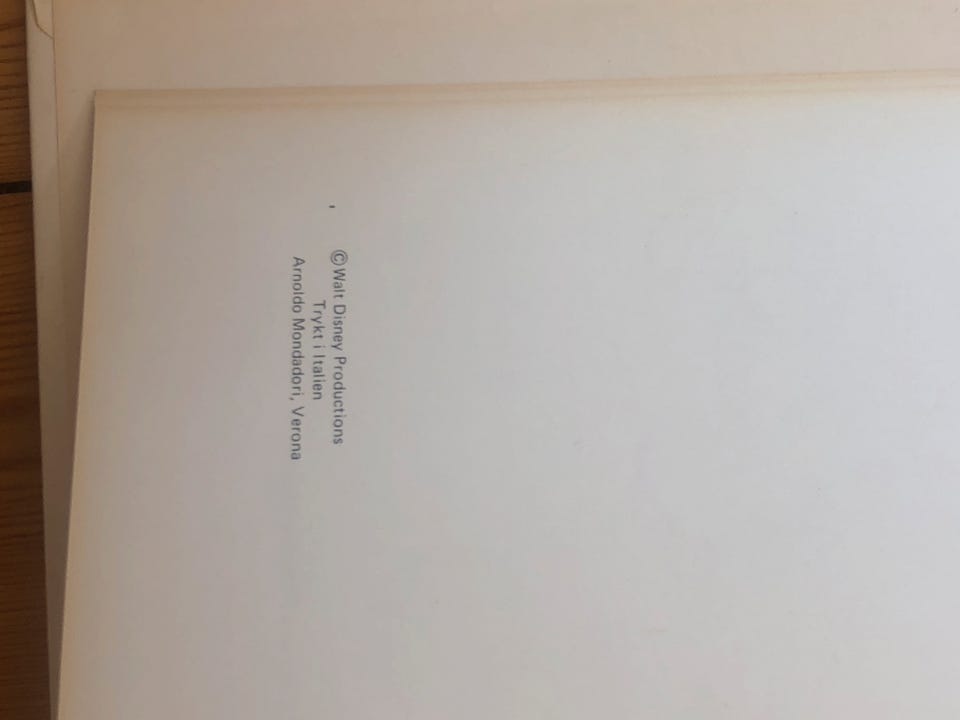 ©Walt Disney Productions
Trykt i Italien
Arnoldo Mondadori, Verona